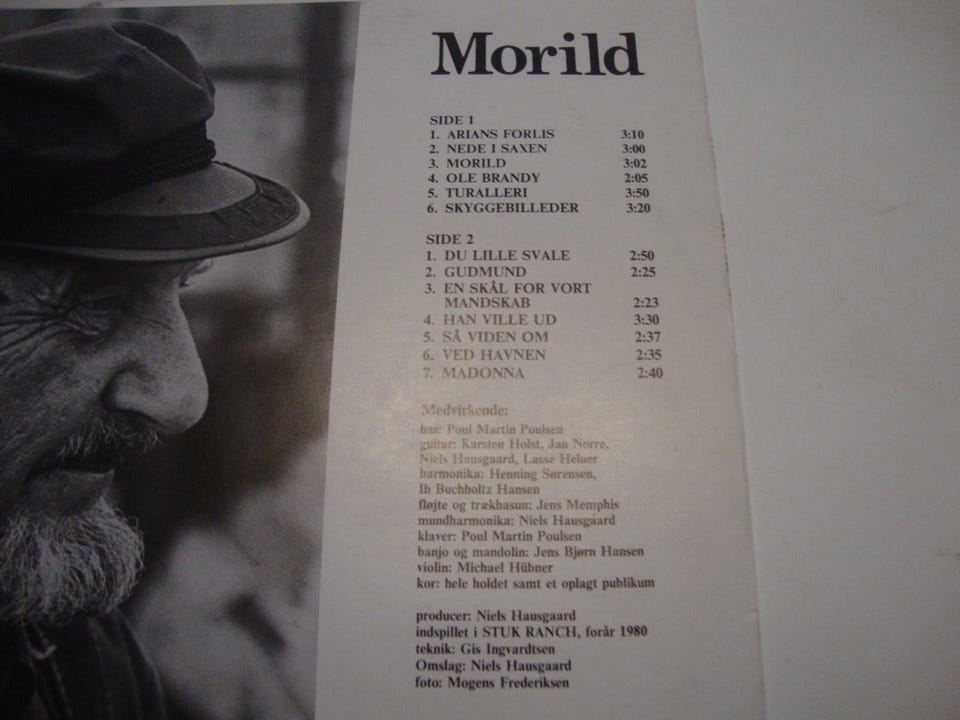 Morild
SIDE 1
1. ARIANS FORLIS 3:10
2. NEDE I SAXEN 3:00
3. MORILD 3:02
4. OLE BRANDY 2:05
5. TURALLERI 3:50
6. SKYGGEBILLEDER 3:20
SIDE 2
1. DU LILLE SVALE 2:50
2. GUDMUND 2:25
3. EN SKÅL FOR VORT
MANDSKAB 2:23
4. HAN VILLE UD 3:30
5. SÅ VIDEN OM 2:37
6. VED HAVNEN 2:35
7. MADONNA 2:40
Medvirkende:
bas: Poul Martin Poulsen
guitar: Karsten Holst, Jan Norre,
Niels Hausgaard, Lasse Helner
harmonika: Henning Sørensen,
Ib Buchholtz Hansen
fløjte og trækbasun: Jens Memphis
mundharmonika: Niels Hausgaard
klaver: Poul Martin Poulsen
banjo og mandolin: Jens Bjørn Hansen
violin: Michael Hübner
kor: hele holdet samt et oplagt publikum
producer: Niels Hausgaard
indspillet i STUK RANCH, forår 1980
teknik: Gis Ingvardtsen
Omslag: Niels Hausgaard
foto: Mogens Frederiksen